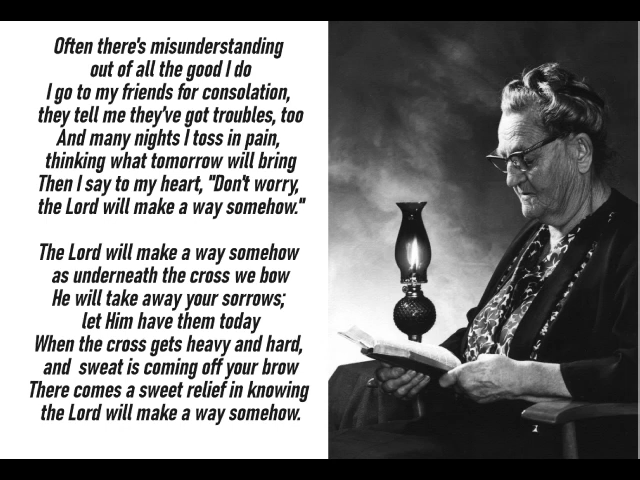 Often there's misunderstanding
out of all the good I do
I go to my friends for consolation,
they tell me they've got troubles, too
And many nights I toss in pain,
thinking what tomorrow will bring
Then I say to my heart, "Don't worry,
the Lord will make a way somehow."
The Lord will make a way somehow
as underneath the cross we bow
He will take away your sorrows;
let Him have them today
When the cross gets heavy and hard,
and sweat is coming off your brow
There comes a sweet relief in knowing
the Lord will make a way somehow.